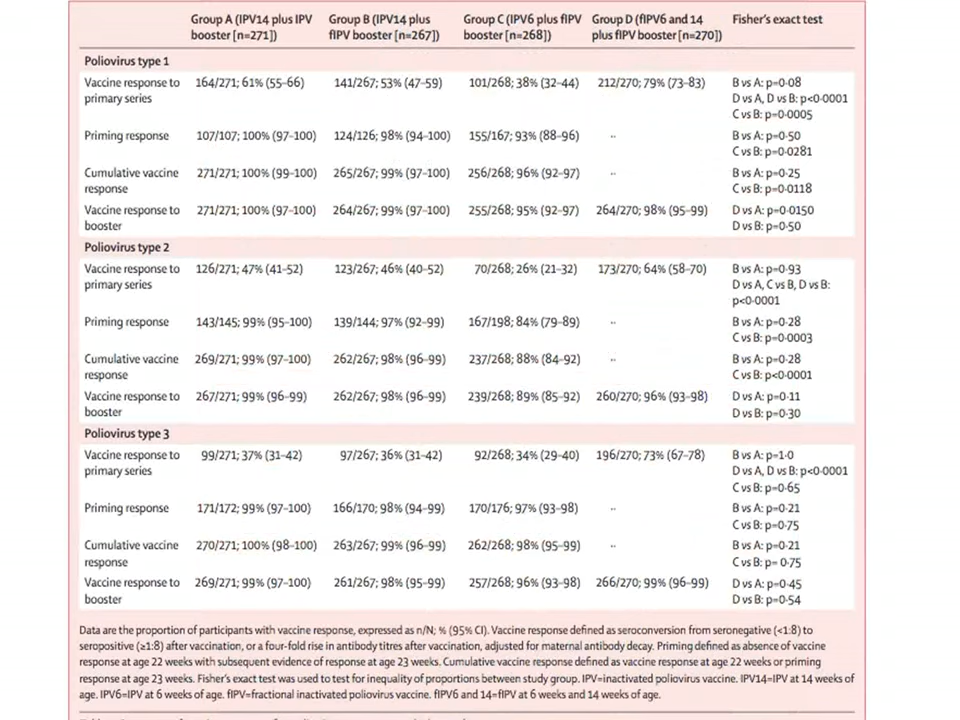 Group A (IPV14 plus IPV booster [n=271]) Group B (IPV14 plus fIPV booster [n=267]) Group C (IPV6 plus fIPV booster [n=268]) Group D (fIPV6 and 14 plus fIPV booster [n=270]) Fisher's exact test
Poliovirus type 1
Vaccine response to primary series 164/271; 61% (55–66) 141/267; 53% (47–59) 101/268; 38% (32–44) 212/270; 79% (73–83) B vs A: p=0·08
D vs A, D vs B: p<0·0001
C vs B: p=0·0005
Priming response 107/107; 100% (97–100) 124/126; 98% (94–100) 155/167; 93% (88–96) ·· B vs A: p=0·50
C vs B: p=0·0281
Cumulative vaccine response 271/271; 100% (99–100) 265/267; 99% (97–100) 256/268; 96% (92–97) ·· B vs A: p=0·25
C vs B: p=0·0118
Vaccine response to booster 271/271; 100% (97–100) 264/267; 99% (97–100) 255/268; 95% (92–97) 264/270; 98% (95–99) D vs A: p=0·0150
D vs B: p=0·50
Poliovirus type 2
Vaccine response to primary series 126/271; 47% (41–52) 123/267; 46% (40–52) 70/268; 26% (21–32) 173/270; 64% (58–70) B vs A: p=0·93
D vs A, C vs B, D vs B:
p<0·0001
Priming response 143/145; 99% (95–100) 139/144; 97% (92–99) 167/198; 84% (79–89) ·· B vs A: p=0·28
C vs B: p=0·0003
Cumulative vaccine response 269/271; 99% (97–100) 262/267; 98% (96–99) 237/268; 88% (84–92) ·· B vs A: p=0·28
C vs B: p<0·0001
Vaccine response to booster 267/271; 99% (96–99) 262/267; 98% (96–99) 239/268; 89% (85–92) 260/270; 96% (93–98) D vs A: p=0·11
D vs B: p=0·30
Poliovirus type 3
Vaccine response to primary series 99/271; 37% (31–42) 97/267; 36% (31–42) 92/268; 34% (29–40) 196/270; 73% (67–78) B vs A: p=1·0
D vs A, D vs B: p<0·0001
C vs B: p=0·65
Priming response 171/172; 99% (97–100) 166/170; 98% (94–99) 170/176; 97% (93–98) ·· B vs A: p=0·21
C vs B: p=0·75
Cumulative vaccine response 270/271; 100% (98–100) 263/267; 99% (96–99) 262/268; 98% (95–99) ·· B vs A: p=0·21
C vs B: p= 0·75
Vaccine response to booster 269/271; 99% (97–100) 261/267; 98% (95–99) 257/268; 96% (93–98) 266/270; 99% (96–99) D vs A: p=0·45
D vs B: p=0·54
Data are the proportion of participants with vaccine response, expressed as n/N; % (95% CI). Vaccine response defined as seroconversion from seronegative (<1:8) to
seropositive (≥1:8) after vaccination, or a four-fold rise in antibody titres after vaccination, adjusted for maternal antibody decay. Priming defined as absence of vaccine
response at age 22 weeks with subsequent evidence of response at age 23 weeks. Cumulative vaccine response defined as vaccine response at age 22 weeks or priming
response at age 23 weeks. Fisher's exact test was used to test for inequality of proportions between study group. IPV=inactivated poliovirus vaccine. IPV14=IPV at 14 weeks of
age. IPV6=IPV at 6 weeks of age. fIPV=fractional inactivated poliovirus vaccine. fIPV6 and 14=fIPV at 6 weeks and 14 weeks of age.